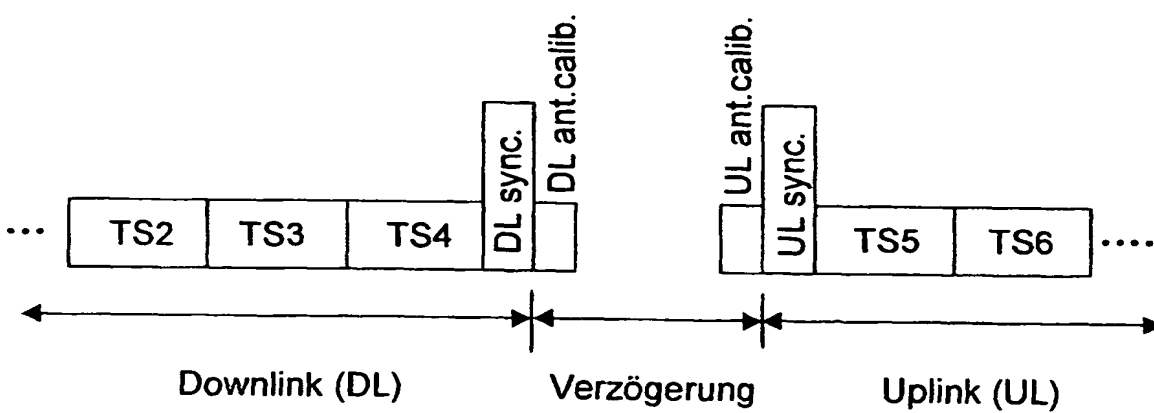 DL ant.calib.
UL ant.calib.
DL sync.
UL sync.
... TS2 TS3 TS4 TS5 TS6 ....
Downlink (DL) Verzögerung Uplink (UL)